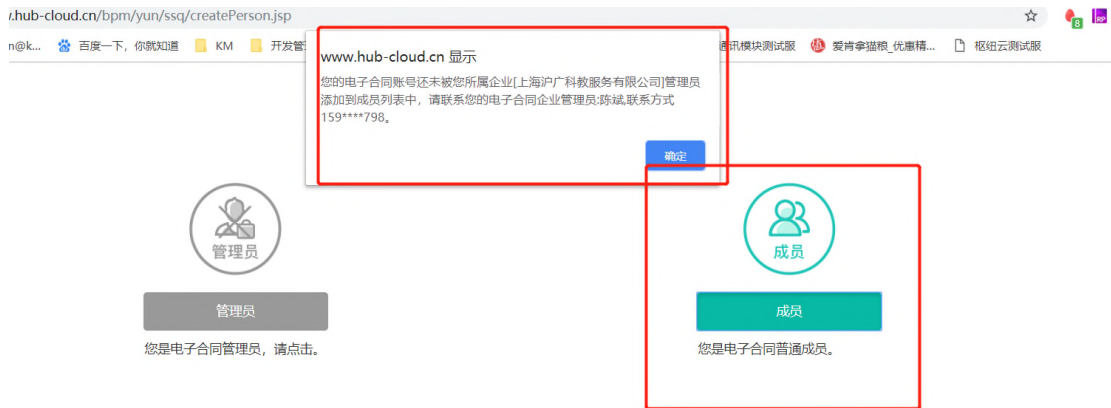 v.hub-cloud.cn/bpm/yun/ssq/createPerson.jsp
8
RP
n@k...
百度一下，你就知道
KM
开发管
通讯模块测试服
爱肯拿猫粮_优惠精...
枢纽云测试服
www.hub-cloud.cn 显示
您的电子合同账号还未被您所属企业[上海沪广科教服务有限公司]管理员
添加到成员列表中，请联系您的电子合同企业管理员:陈斌,联系方式
159****798。
确定
管理员
成员
管理员
成员
您是电子合同管理员，请点击。
您是电子合同普通成员。